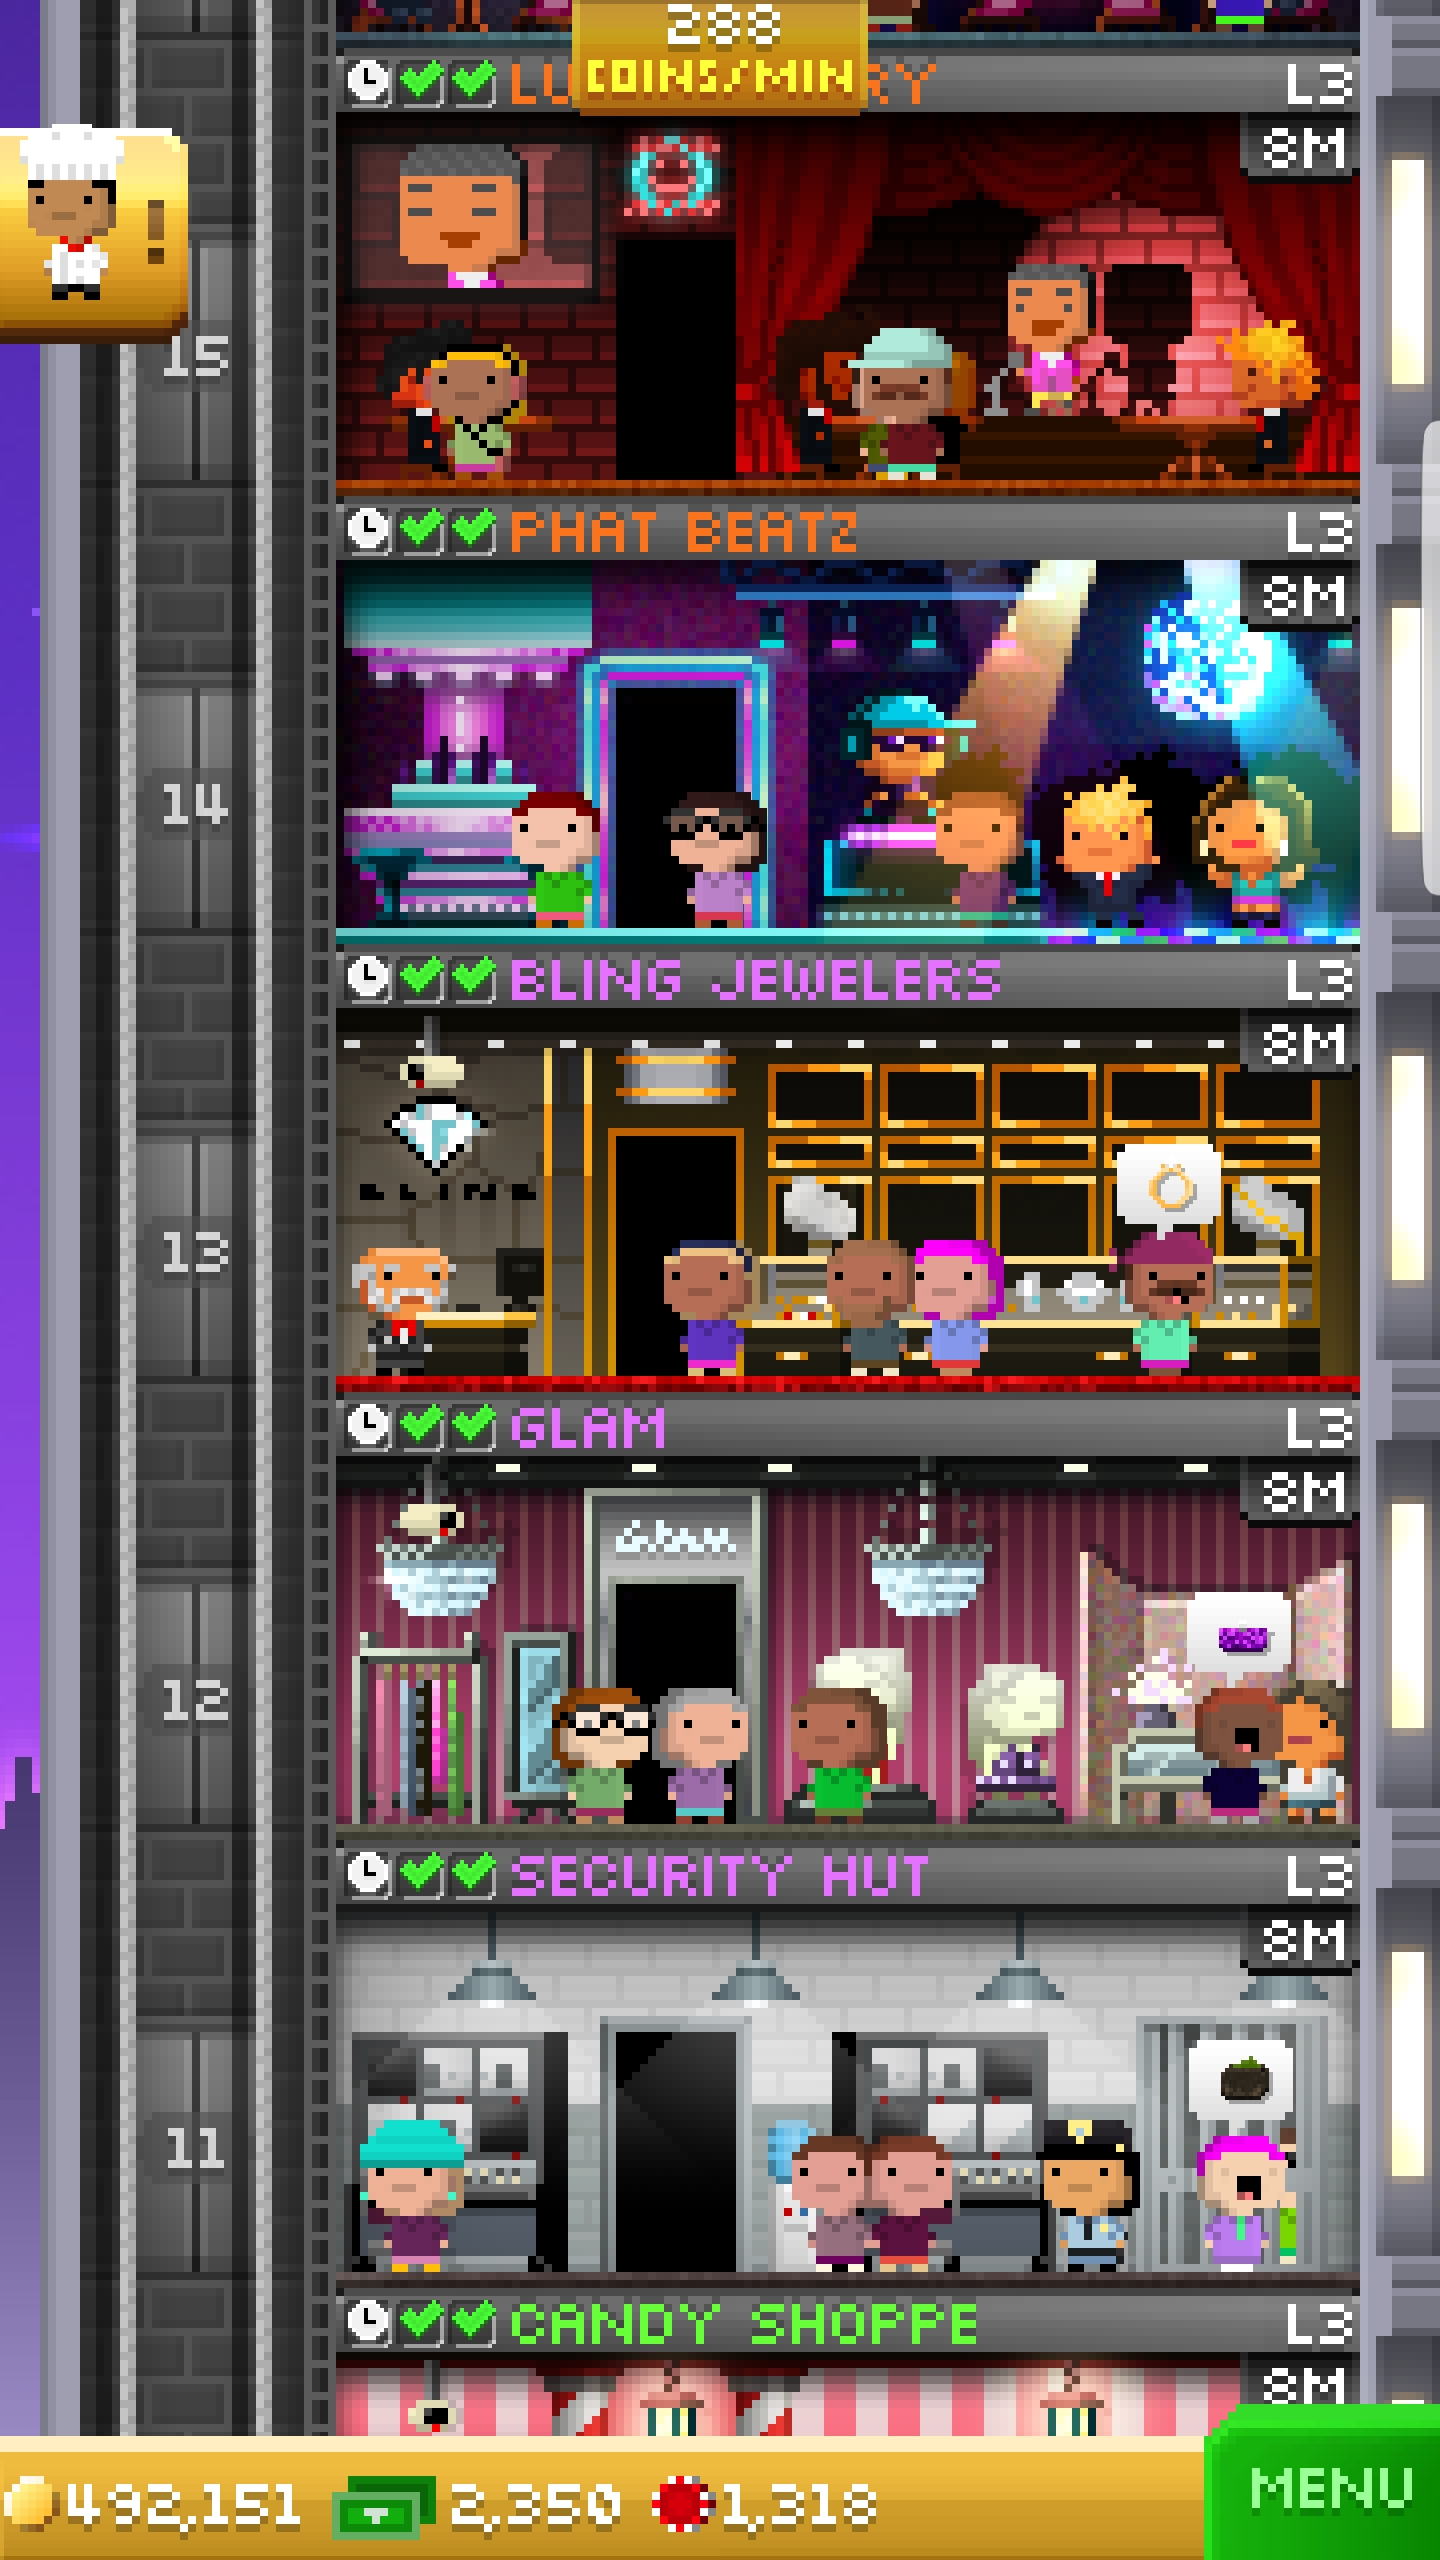 288
COINS/MIN
LU RY L3
8M
15
PHAT BEATZ L3
8M
14
BLING JEWELERS L3
8M
BLING
13
GLAM L3
8M
Glam
12
SECURITY HUT L3
8M
11
CANDY SHOPPE L3
8M
492,151 2,350 1,318
MENU